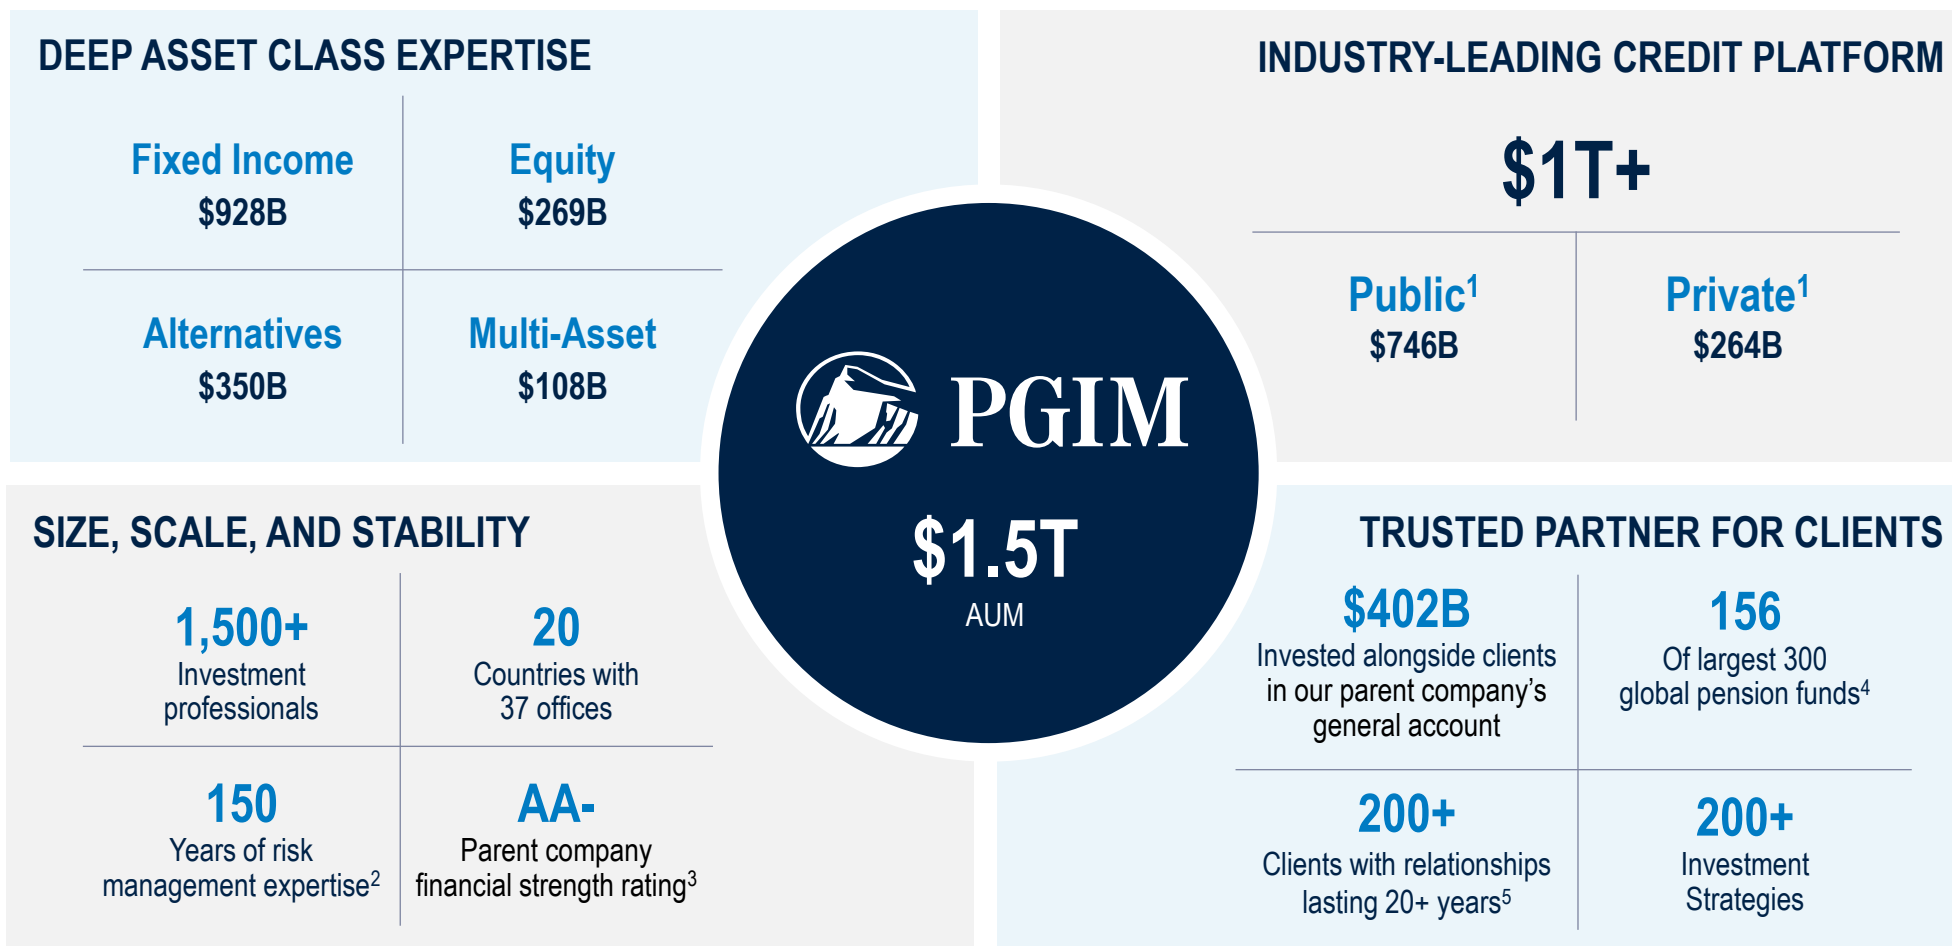 DEEP ASSET CLASS EXPERTISE
Fixed Income
$928B
Equity
$269B
Alternatives
$350B
Multi-Asset
$108B
INDUSTRY-LEADING CREDIT PLATFORM
$1T+
Public¹
$746B
Private¹
$264B
PGIM
$1.5T
AUM
SIZE, SCALE, AND STABILITY
1,500+
Investment
professionals
20
Countries with
37 offices
150
Years of risk
management expertise²
AA-
Parent company
financial strength rating³
TRUSTED PARTNER FOR CLIENTS
$402B
Invested alongside clients
in our parent company's
general account
156
Of largest 300
global pension funds⁴
200+
Clients with relationships
lasting 20+ years⁵
200+
Investment
Strategies